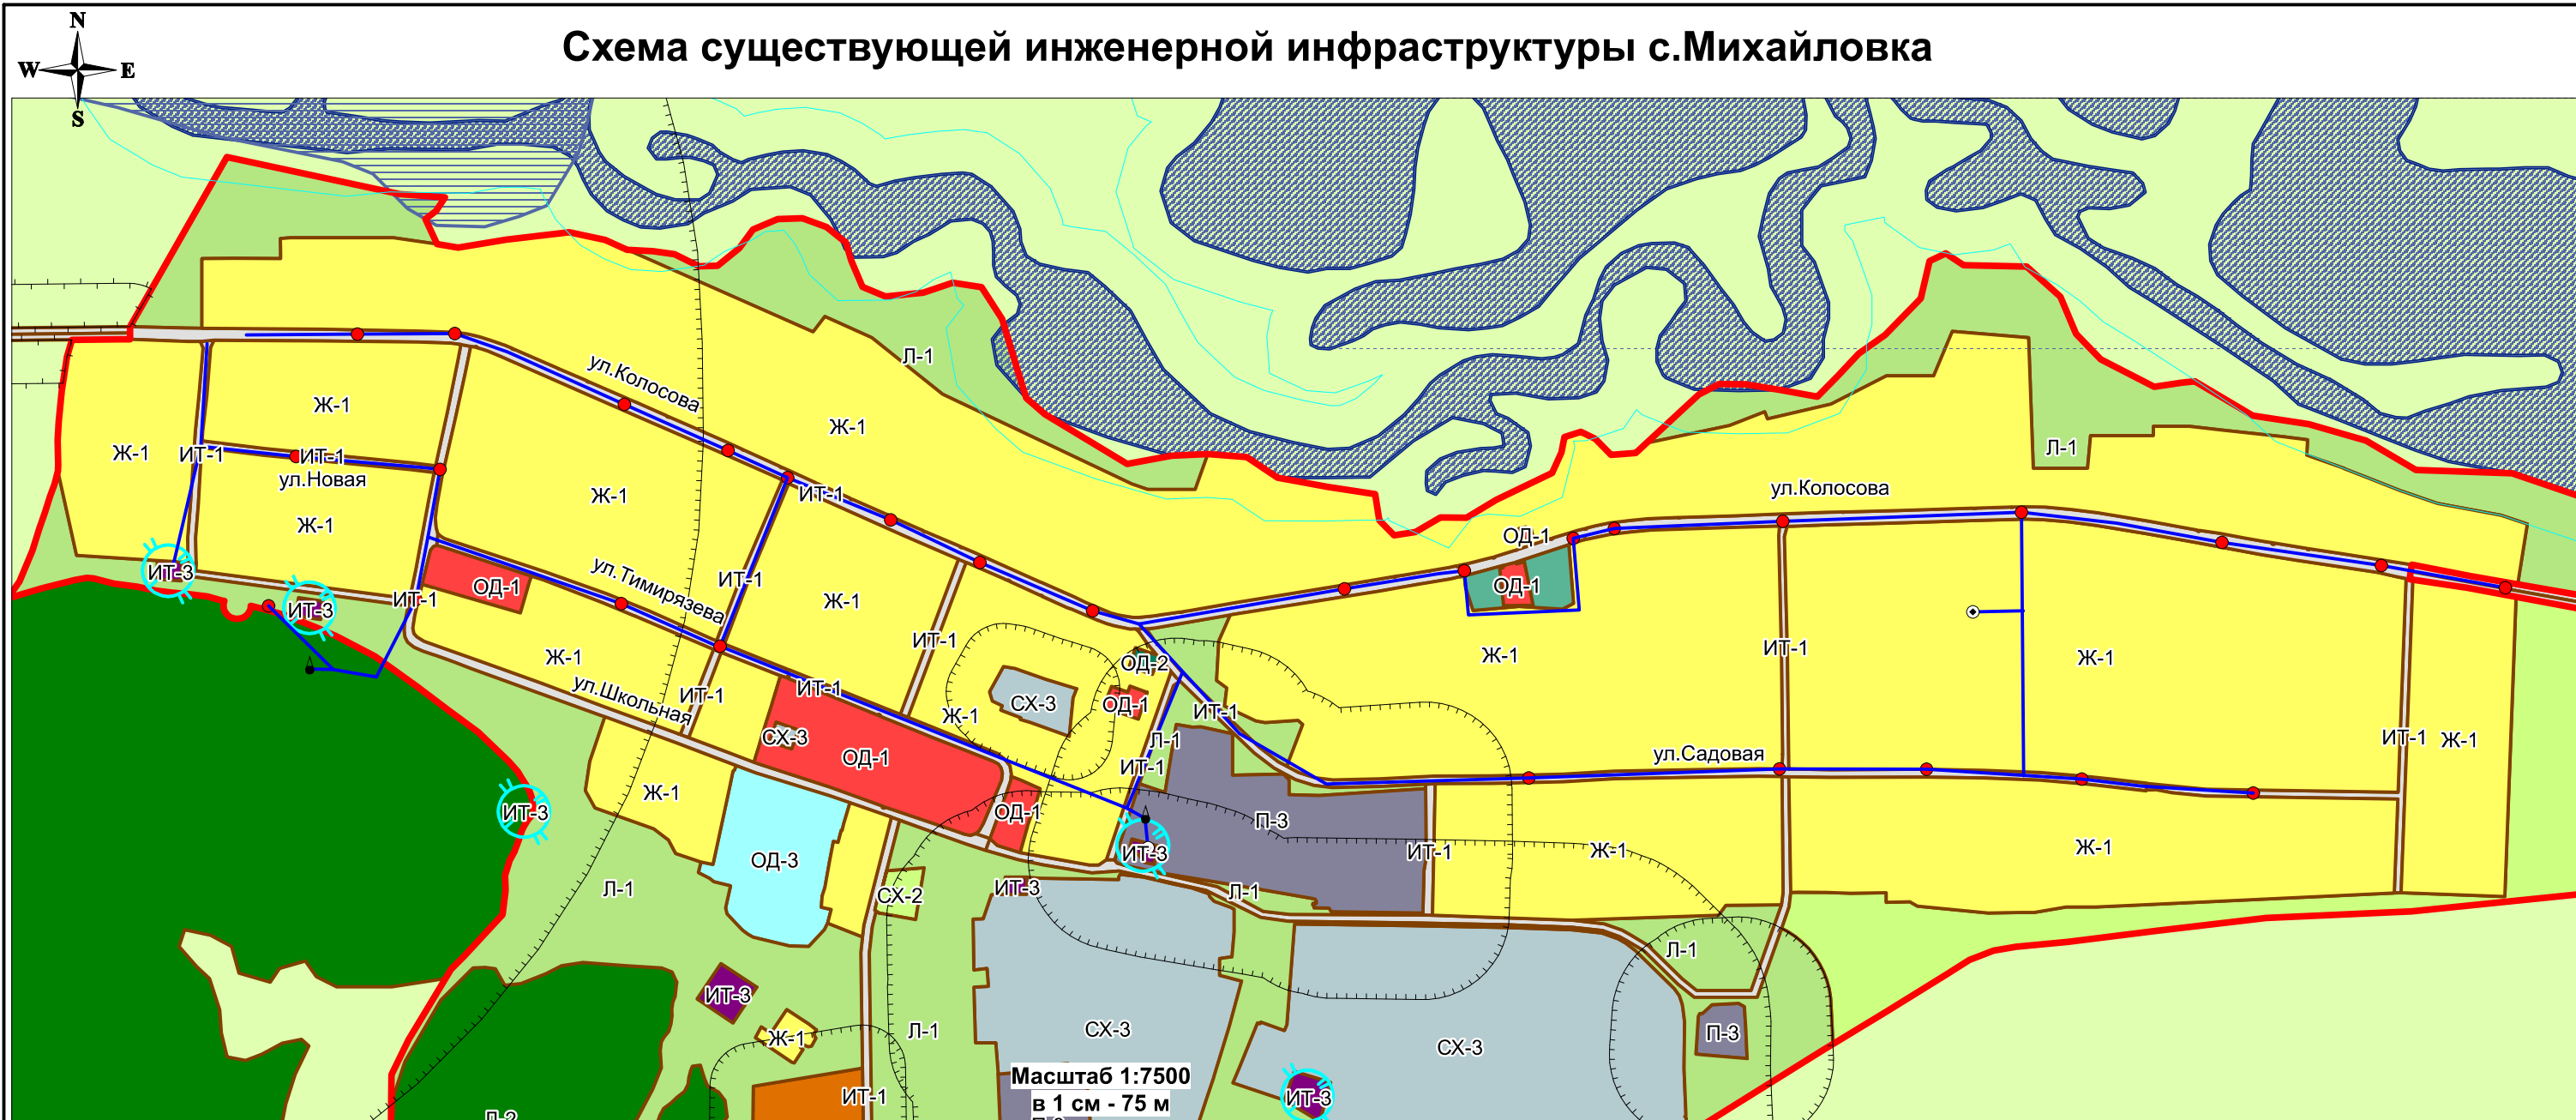 N
Схема существующей инженерной инфраструктуры с.Михайловка
W E
S
ул.Колосова
Л-1
Ж-1
Ж-1
Ж-1
Л-1
ИТ-1
ИТ-1
ул.Новая
ул.Колосова
Ж-1
ИТ-1
Ж-1
ОД-1
ИТ-3
ул.Тимирязева
ИТ-1
ОД-1
ОД-1
ИТ-3
ИТ-1
Ж-1
ИТ-1
ИТ-1
Ж-1
Ж-1
Ж-1
ОД-2
ул.Школьная
ИТ-1
ИТ-1
СХ-3
ОД-1
Ж-1
ИТ-1
СХ-3
Л-1
ИТ-1
Ж-1
ОД-1
ИТ-1
ул.Садовая
Ж-1
ИТ-3
ОД-1
П-3
ИТ-3
ИТ-1
Ж-1
Ж-1
ОД-3
Л-1
СХ-2
ИТ-3
Л-1
Л-1
ИТ-3
Ж-1
Л-1
СХ-3
П-3
СХ-3
Масштаб 1:7500
в 1 см - 75 м
ИТ-1
ИТ-3